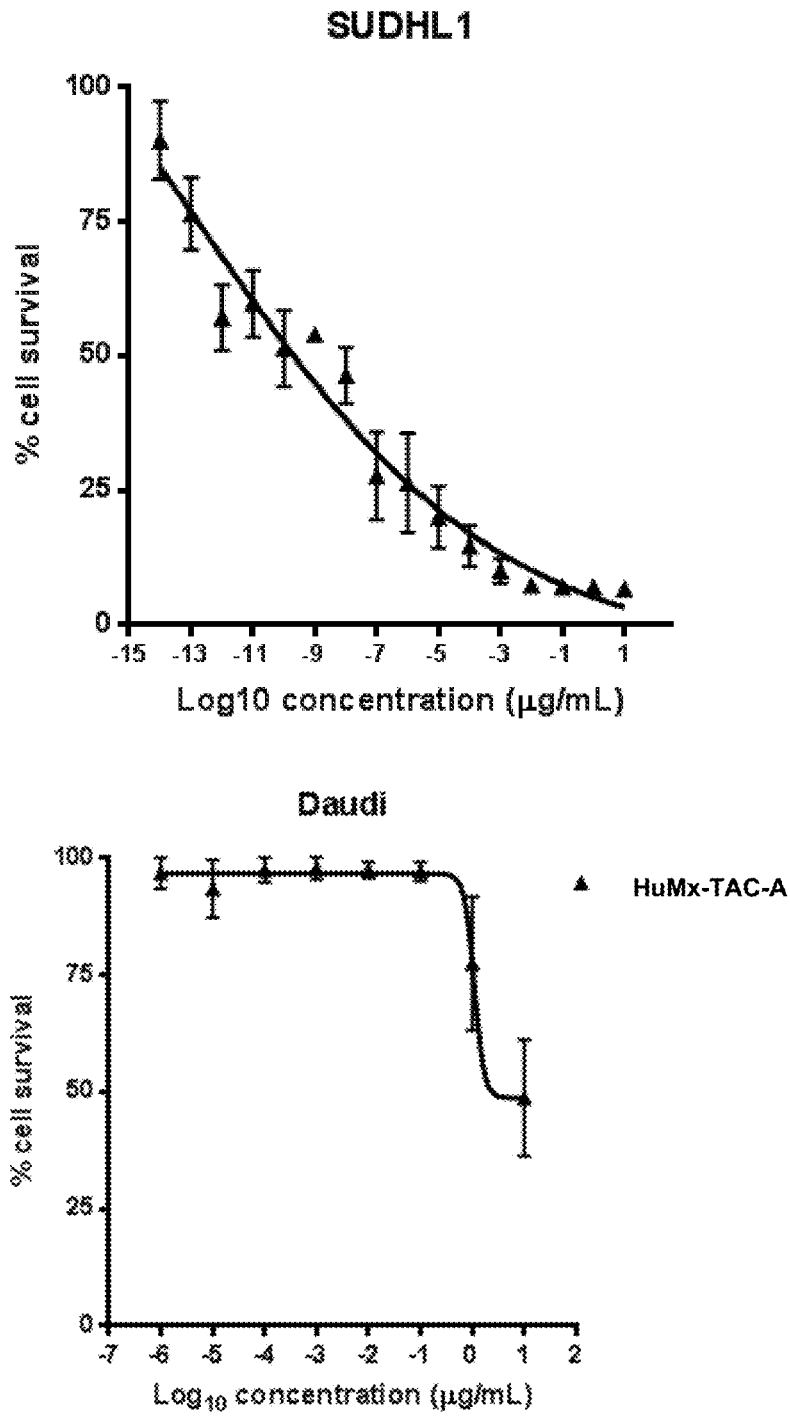 SUDHL1
100
75
50
25
0
% cell survival
-15 -13 -11 -9 -7 -5 -3 -1 1
Log10 concentration (μg/mL)
Daudi
100
75
50
25
0
% cell survival
-7 -6 -5 -4 -3 -2 -1 0 1 2
Log10 concentration (μg/mL)
HuMx-TAC-A